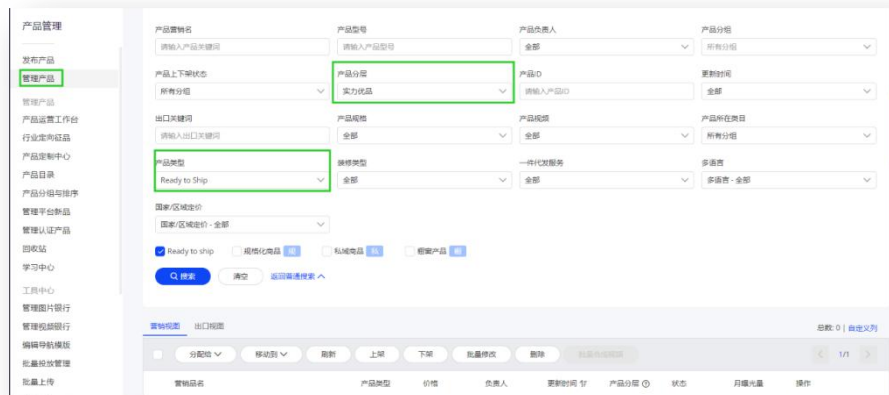 产品管理
发布产品
管理产品
管理产品
产品运营工作台
行业定向征品
产品定制中心
产品目录
产品分组与排序
管理平台新品
管理认证产品
回收站
学习中心
工具中心
管理图片银行
管理视频银行
编辑导航模版
批量投放管理
批量上传
产品营销名 产品型号 产品负责人 产品分组
请输入产品关键词 请输入产品型号 全部 所有分组
产品上下架状态 产品分层 产品ID 更新时间
所有分组 实力优品 请输入产品ID 全部
出口关键词 产品规格 产品视频 产品所在类目
请输入出口关键词 全部 全部 所有分组
产品类型 装修类型 一件代发服务 多语言
Ready to Ship 全部 全部 多语言 - 全部
国家/区域定价
国家/区域定价 - 全部
Ready to ship 规格化商品 规 私域商品 私 橱窗产品 橱
搜索 清空 返回普通搜索
营销视图 出口视图 总数: 0 | 自定义列
分配给 移动到 刷新 上架 下架 批量修改 删除 1/1
营销品名 产品类型 价格 负责人 更新时间 产品分层 状态 月曝光量 操作